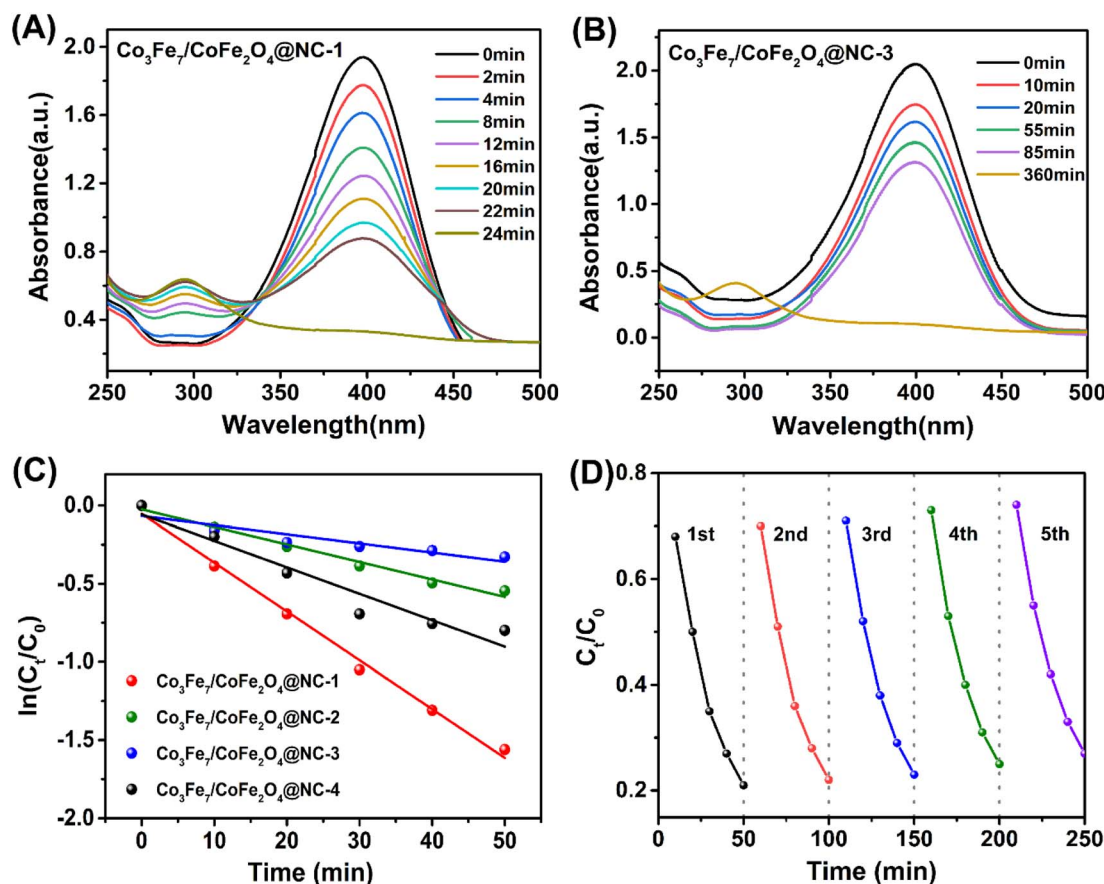 (A)
Co₃Fe₇/CoFe₂O₄@NC-1
0min
2min
4min
8min
12min
16min
20min
22min
24min
2.0
1.6
1.2
0.8
0.4
Absorbance(a.u.)
250 300 350 400 450 500
Wavelength(nm)
(B)
Co₃Fe₇/CoFe₂O₄@NC-3
0min
10min
20min
55min
85min
360min
2.0
1.5
1.0
0.5
0.0
Absorbance(a.u.)
250 300 350 400 450 500
Wavelength(nm)
(C)
0.0
-0.5
-1.0
-1.5
-2.0
ln(Cₜ/C₀)
Co₃Fe₇/CoFe₂O₄@NC-1
Co₃Fe₇/CoFe₂O₄@NC-2
Co₃Fe₇/CoFe₂O₄@NC-3
Co₃Fe₇/CoFe₂O₄@NC-4
0 10 20 30 40 50
Time (min)
(D)
0.8
0.6
0.4
0.2
Cₜ/C₀
1st 2nd 3rd 4th 5th
0 50 100 150 200 250
Time (min)